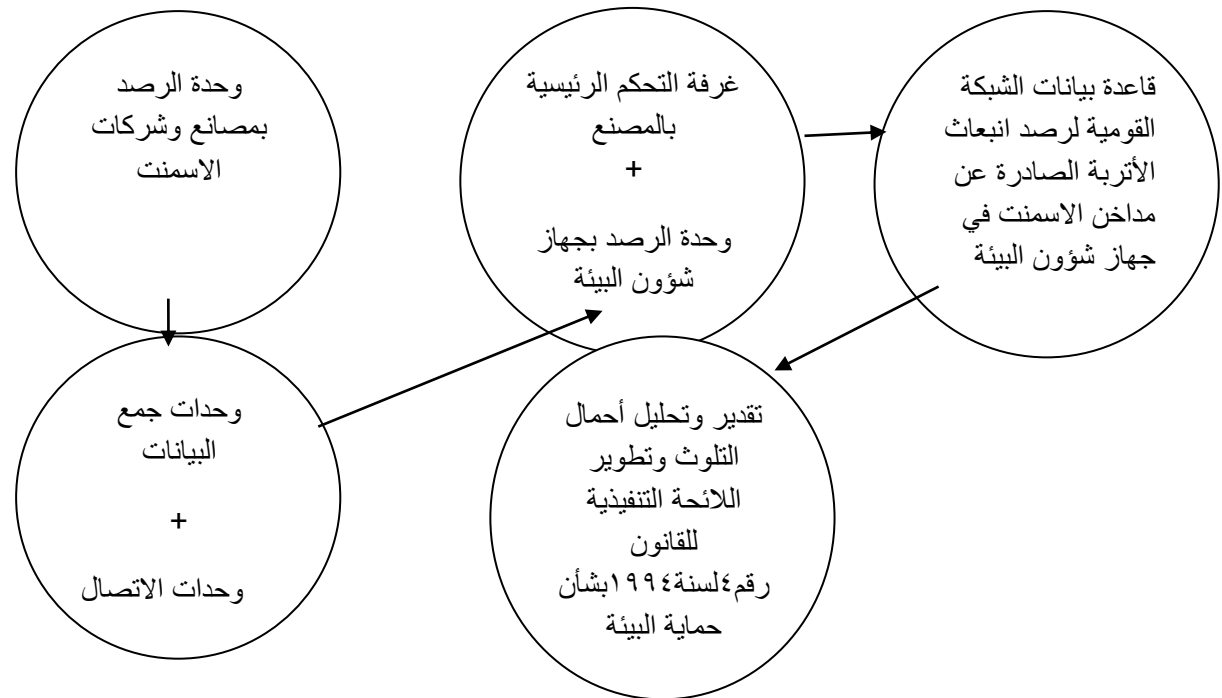 وحدة الرصد
بمصانع وشركات
الاسمنت
وحدات جمع
البيانات
+
وحدات الاتصال
غرفة التحكم الرئيسية
بالمصنع
+
وحدة الرصد بجهاز
شؤون البيئة
قاعدة بيانات الشبكة
القومية لرصد انبعاث
الأتربة الصادرة عن
مداخن الاسمنت في
جهاز شؤون البيئة
تقدير وتحليل أحمال
التلوث وتطوير
اللائحة التنفيذية
للقانون
رقم٤لسنة١٩٩٤بشأن
حماية البيئة